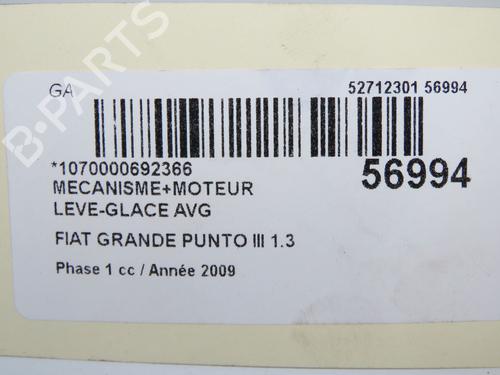 GA 52712301 56994
*1070000692366 56994
MECANISME+MOTEUR
LEVE-GLACE AVG
FIAT GRANDE PUNTO III 1.3
Phase 1 cc / Année 2009
B-PARTS